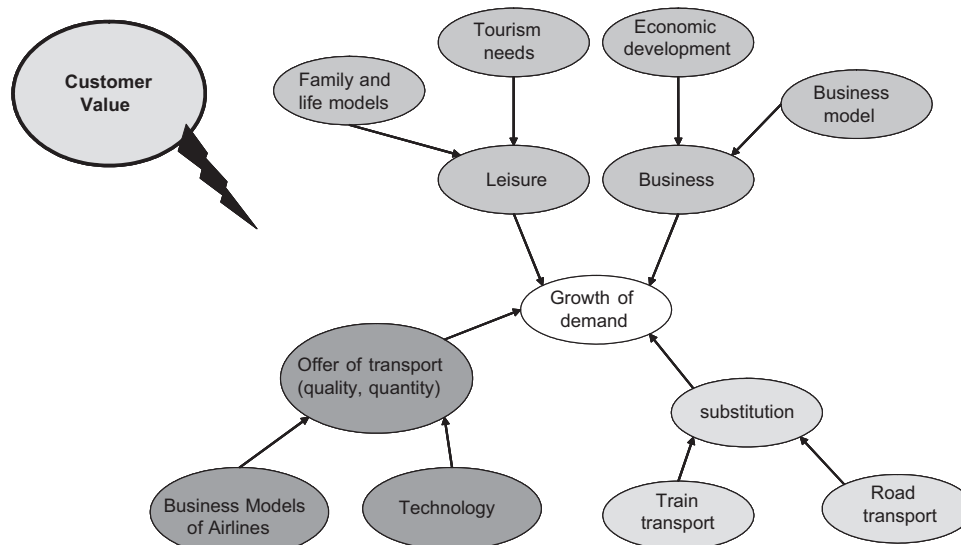 Customer
Value
Tourism
needs
Economic
development
Family and
life models
Business
model
Leisure
Business
Growth of
demand
Offer of transport
(quality, quantity)
substitution
Business Models
of Airlines
Technology
Train
transport
Road
transport